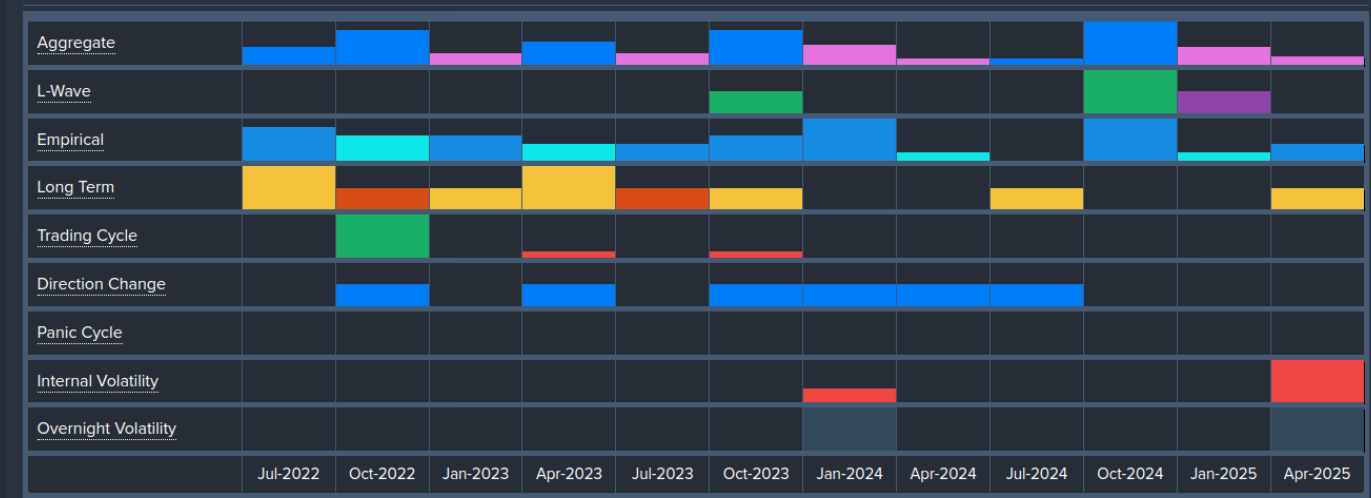 Aggregate
L-Wave
Empirical
Long Term
Trading Cycle
Direction Change
Panic Cycle
Internal Volatility
Overnight Volatility
Jul-2022 Oct-2022 Jan-2023 Apr-2023 Jul-2023 Oct-2023 Jan-2024 Apr-2024 Jul-2024 Oct-2024 Jan-2025 Apr-2025